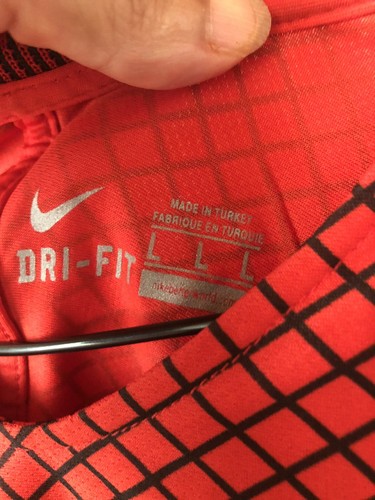 MADE IN TURKEY
FABRIQUE EN TURQUIE
L L L
DRI-FIT